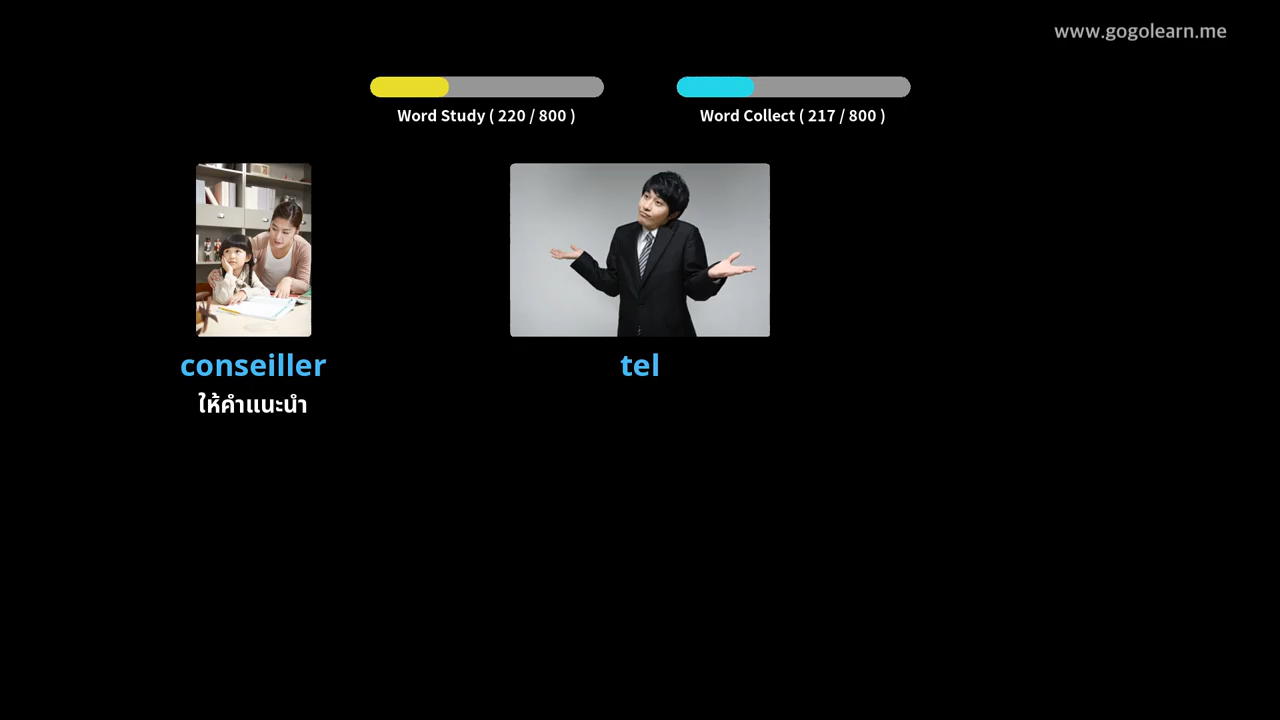 www.gogolearn.me
Word Study ( 220 / 800 )
Word Collect ( 217 / 800 )
conseiller
ให้คำแนะนำ
tel